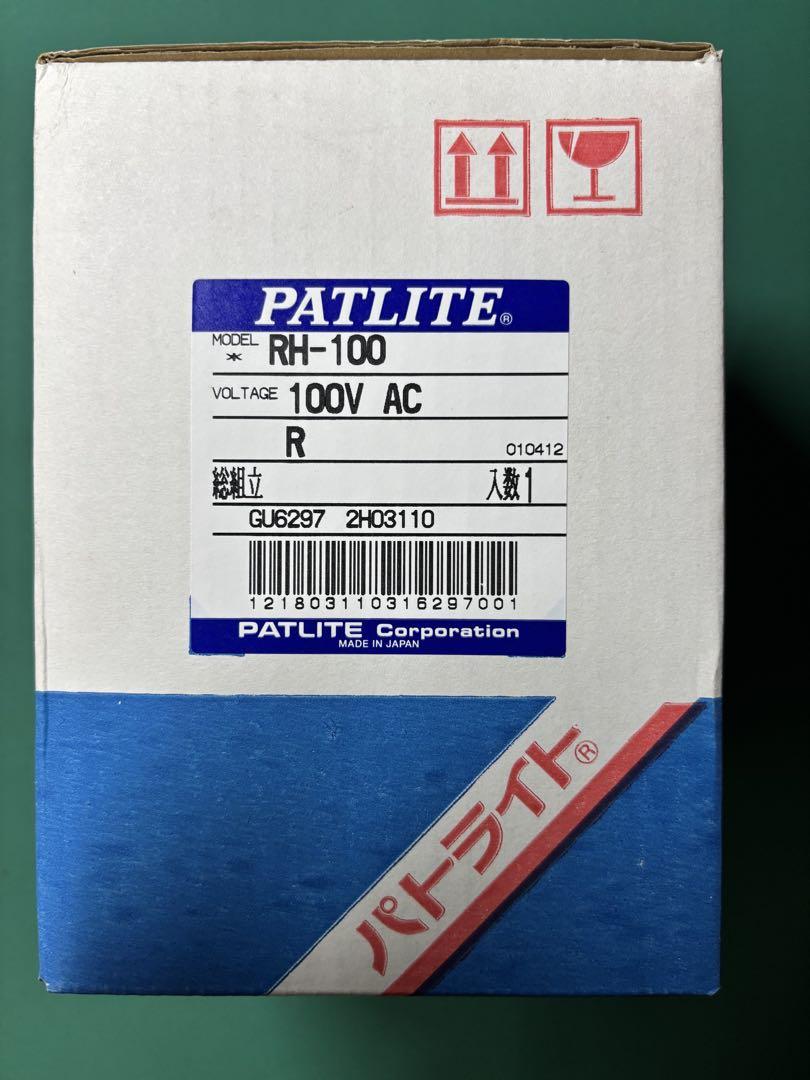 PATLITE®
MODEL * RH-100
VOLTAGE 100V AC
R 010412
総組立 入数1
GU6297 2H03110
121803110316297001
PATLITE Corporation
MADE IN JAPAN
パトライト®